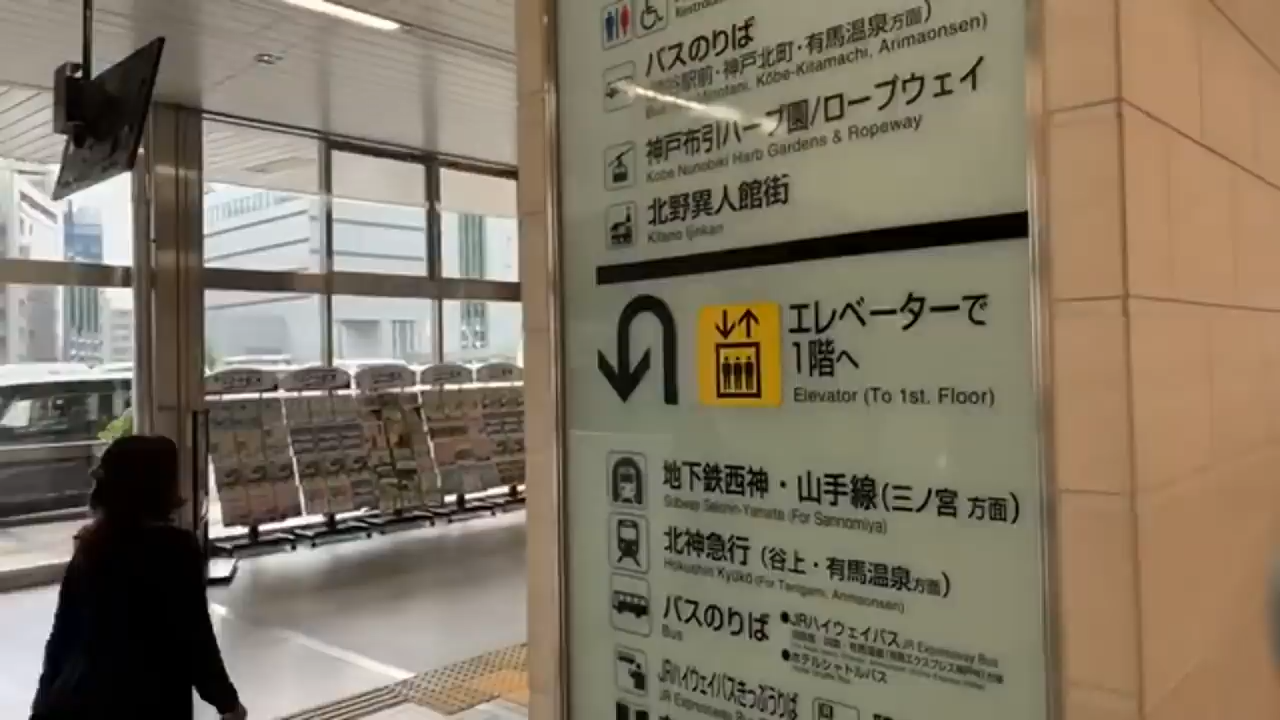 バスのりば
駅前・神戸北町・有馬温泉方面)
Kobe-Kitamachi, Arimaonsen)
神戸布引ハーブ園/ロープウェイ
Kobe Nunobiki Harb Gardens & Ropeway
北野異人館街
Kitano Ijinkan
エレベーターで
1階へ
Elevator (To 1st. Floor)
地下鉄西神・山手線(三ノ宮 方面)
Subway Seishin-Yamate (For Sannomiya)
北神急行 (谷上・有馬温泉方面)
Hokushin Kyuko (For Tanigami, Arimaonsen)
バスのりば
Bus
●JRハイウェイバス JR Expressway Bus
●ホテルシャトルバス
JRハイウェイバスきっぷうりば
JR Expressway Bus